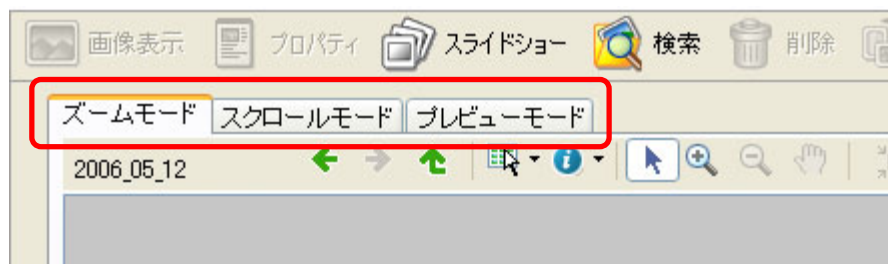 画像表示 プロパティ スライドショー 検索 削除
ズームモード スクロールモード プレビューモード
2006_05_12